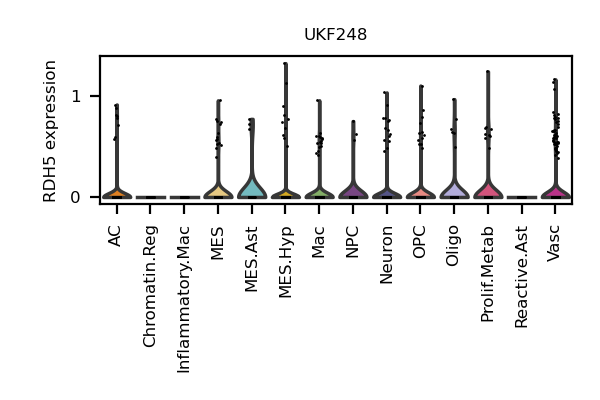 UKF248
RDH5 expression
1
0
AC
Chromatin.Reg
Inflammatory.Mac
MES
MES.Ast
MES.Hyp
Mac
NPC
Neuron
OPC
Oligo
Prolif.Metab
Reactive.Ast
Vasc